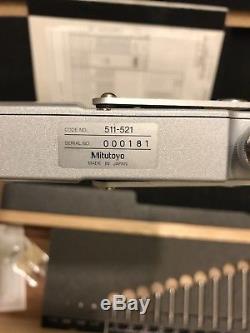 CODE NO. 511-521
SERIAL NO. 000181
Mitutoyo
MADE IN JAPAN